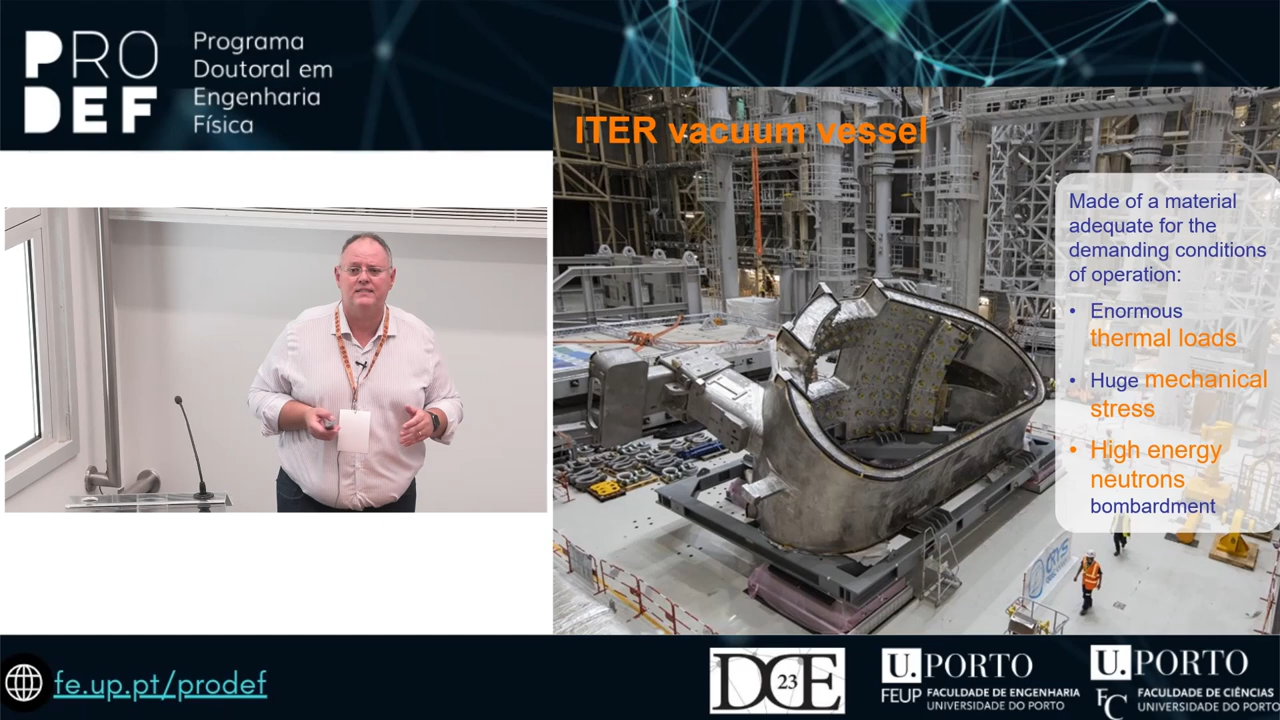 PRO
DEF
Programa
Doutoral em
Engenharia
Física
ITER vacuum vessel
Made of a material
adequate for the
demanding conditions
of operation:
• Enormous
thermal loads
• Huge mechanical
stress
• High energy
neutrons
bombardment
CRYS
fe.up.pt/prodef
DCE
23
U.PORTO
FEUP FACULDADE DE ENGENHARIA
UNIVERSIDADE DO PORTO
U.PORTO
FC FACULDADE DE CIÊNCIAS
UNIVERSIDADE DO PORTO